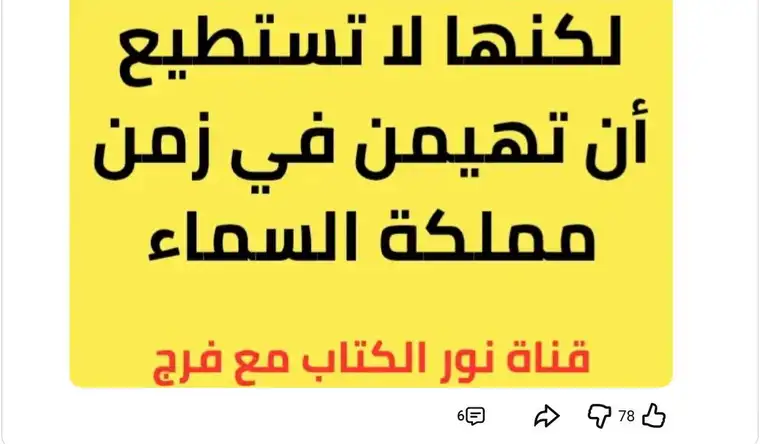 لكنها لا تستطيع
أن تهيمن في زمن
مملكة السماء
قناة نور الكتاب مع فرج
78
6